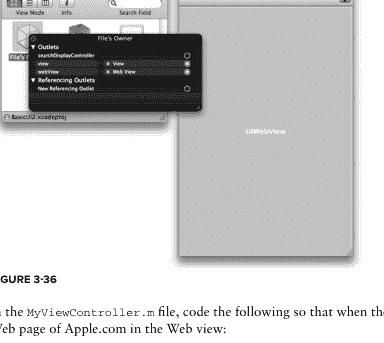 View Mode Info Search Field
File's Owner
▼ Outlets
searchDisplayController
view × View
webView × Web View
▼ Referencing Outlets
New Referencing Outlet
BasicUI2.xcodeproj
UIWebView
GURE 3-36
the MyViewController.m file, code the following so that when the
eb page of Apple.com in the Web view: